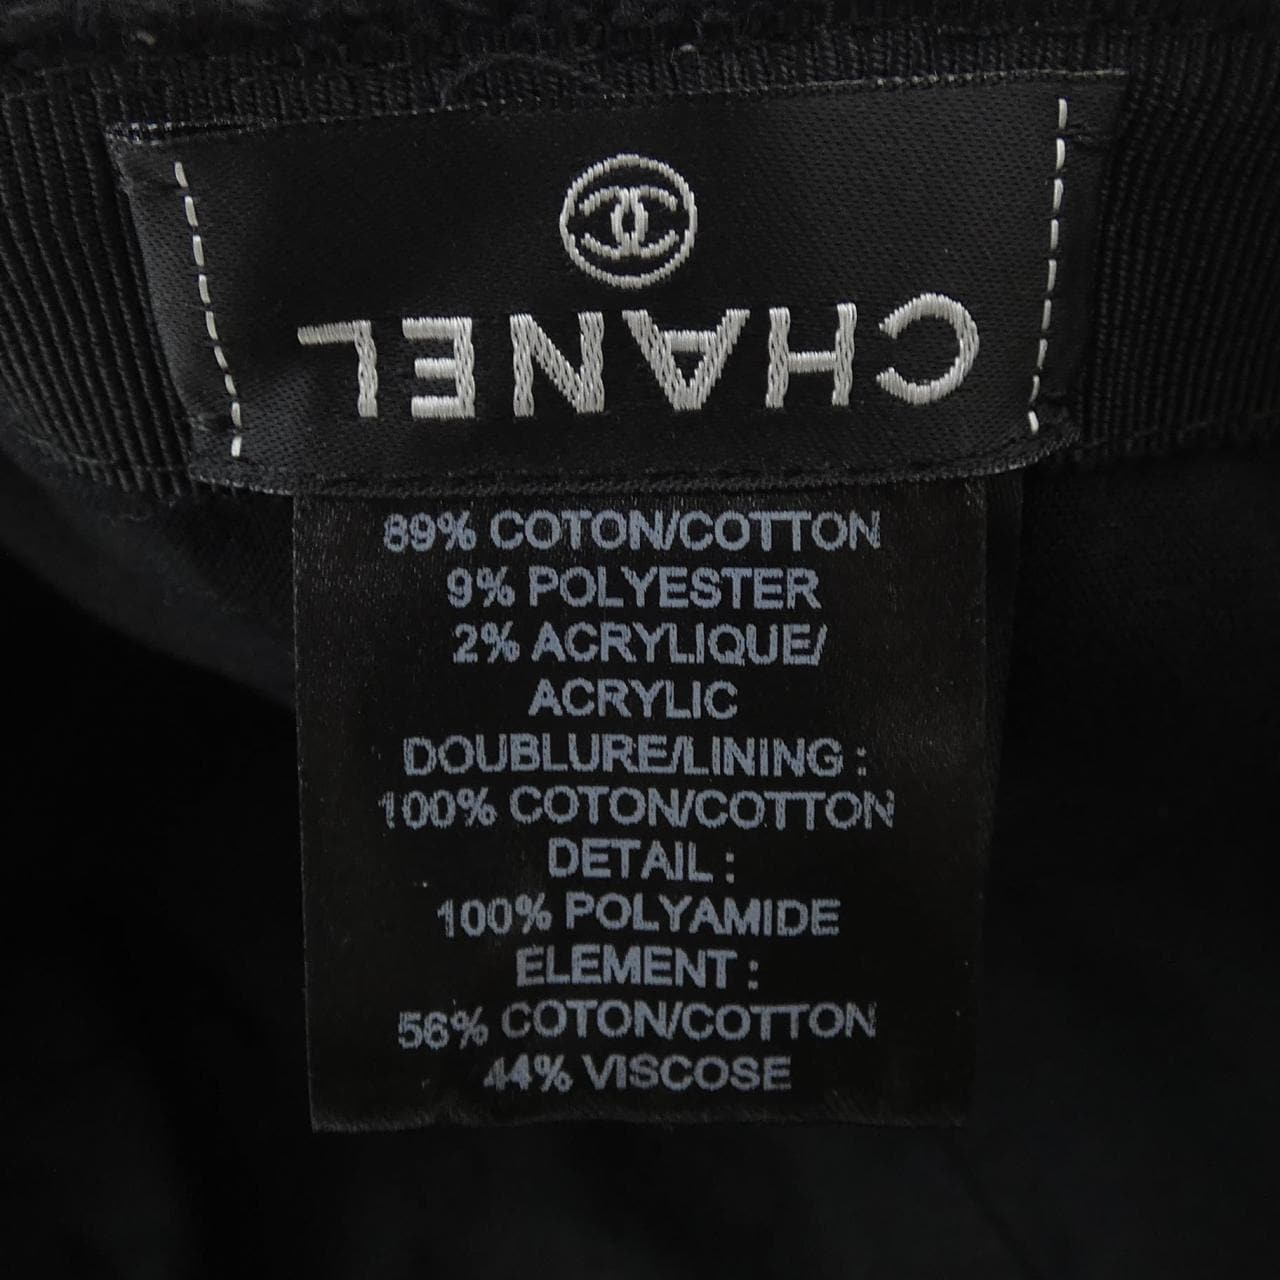 CHANEL
89% COTON/COTTON
9% POLYESTER
2% ACRYLIQUE/
ACRYLIC
DOUBLURE/LINING :
100% COTON/COTTON
DETAIL :
100% POLYAMIDE
ELEMENT :
56% COTON/COTTON
44% VISCOSE